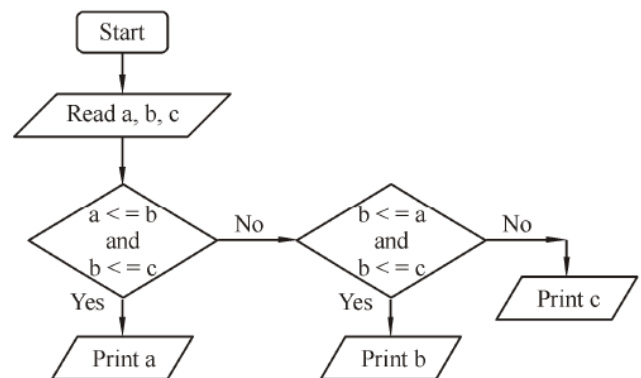 Start
Read a, b, c
a < = b
and
b < = c
No
b < = a
and
b < = c
No
Yes
Yes
Print c
Print a
Print b